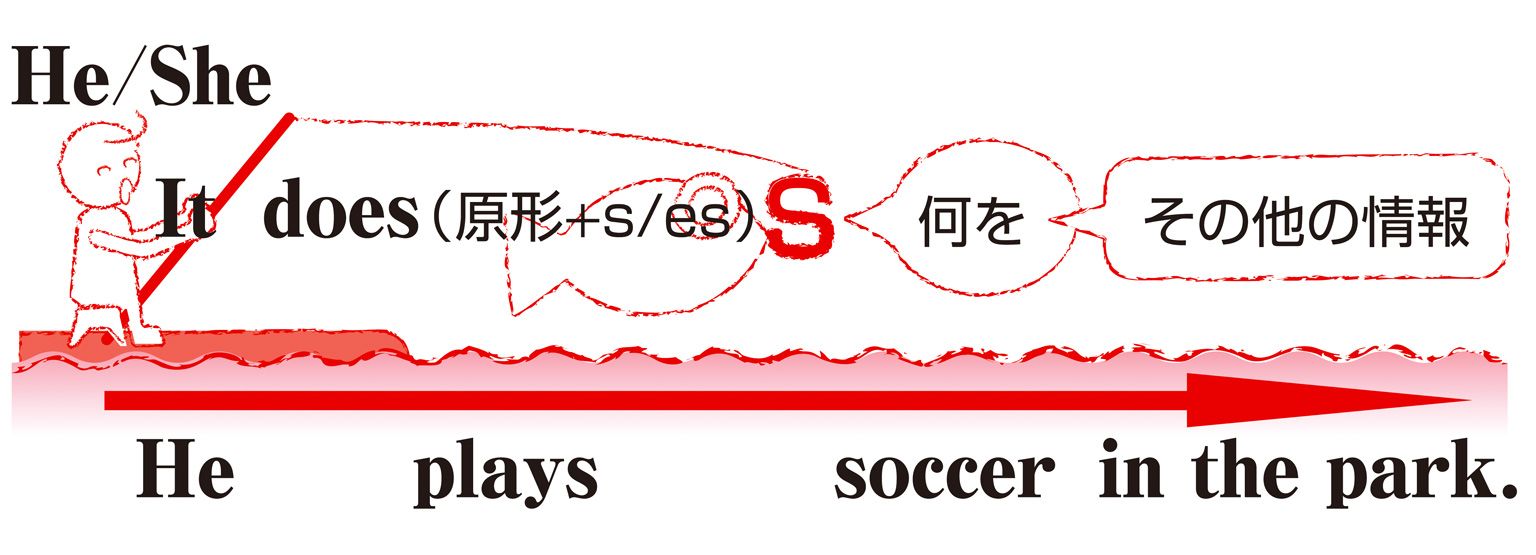 He/She
It does(原形+s/es) S 何を その他の情報
He plays soccer in the park.